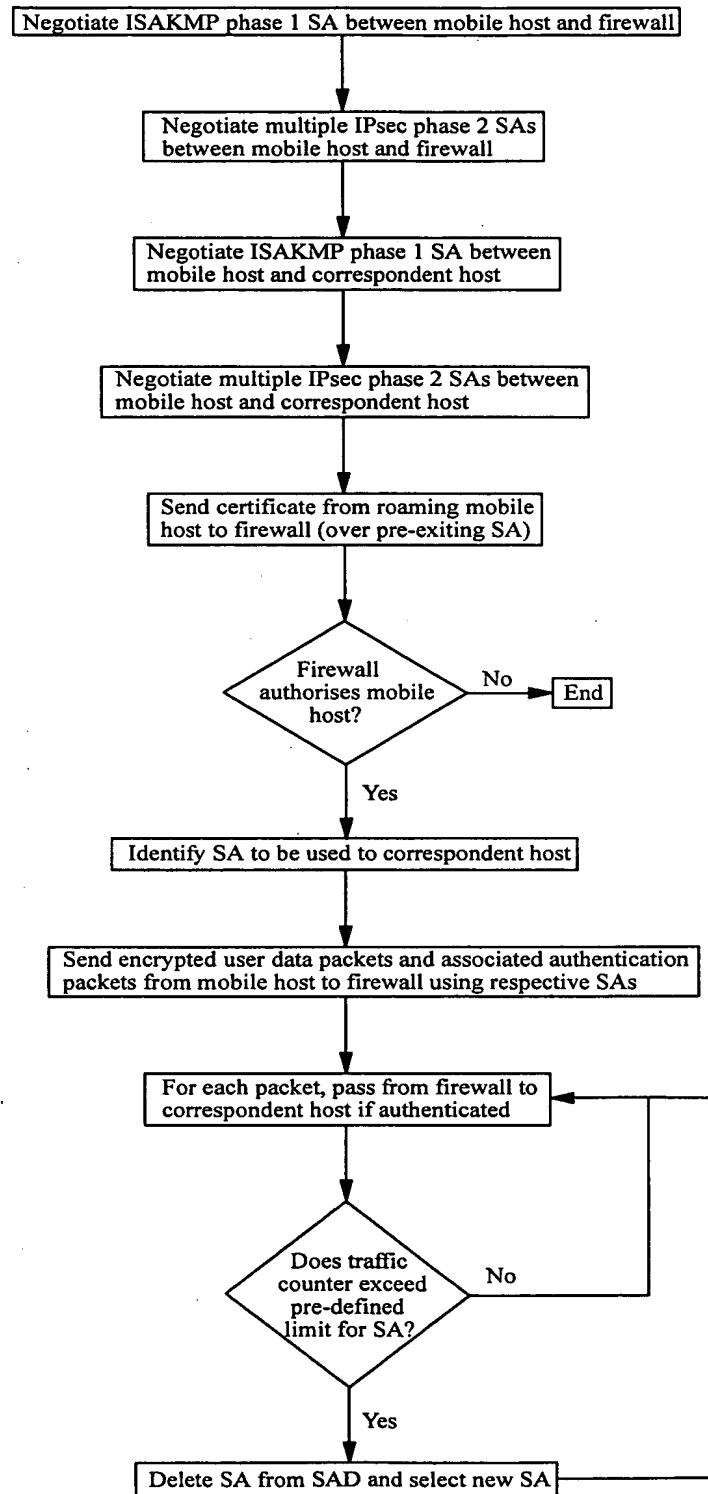 Negotiate ISAKMP phase 1 SA between mobile host and firewall
Negotiate multiple IPsec phase 2 SAs
between mobile host and firewall
Negotiate ISAKMP phase 1 SA between
mobile host and correspondent host
Negotiate multiple IPsec phase 2 SAs between
mobile host and correspondent host
Send certificate from roaming mobile
host to firewall (over pre-exiting SA)
Firewall
authorises mobile
host?
No
End
Yes
Identify SA to be used to correspondent host
Send encrypted user data packets and associated authentication
packets from mobile host to firewall using respective SAs
For each packet, pass from firewall to
correspondent host if authenticated
Does traffic
counter exceed
pre-defined
limit for SA?
No
Yes
Delete SA from SAD and select new SA